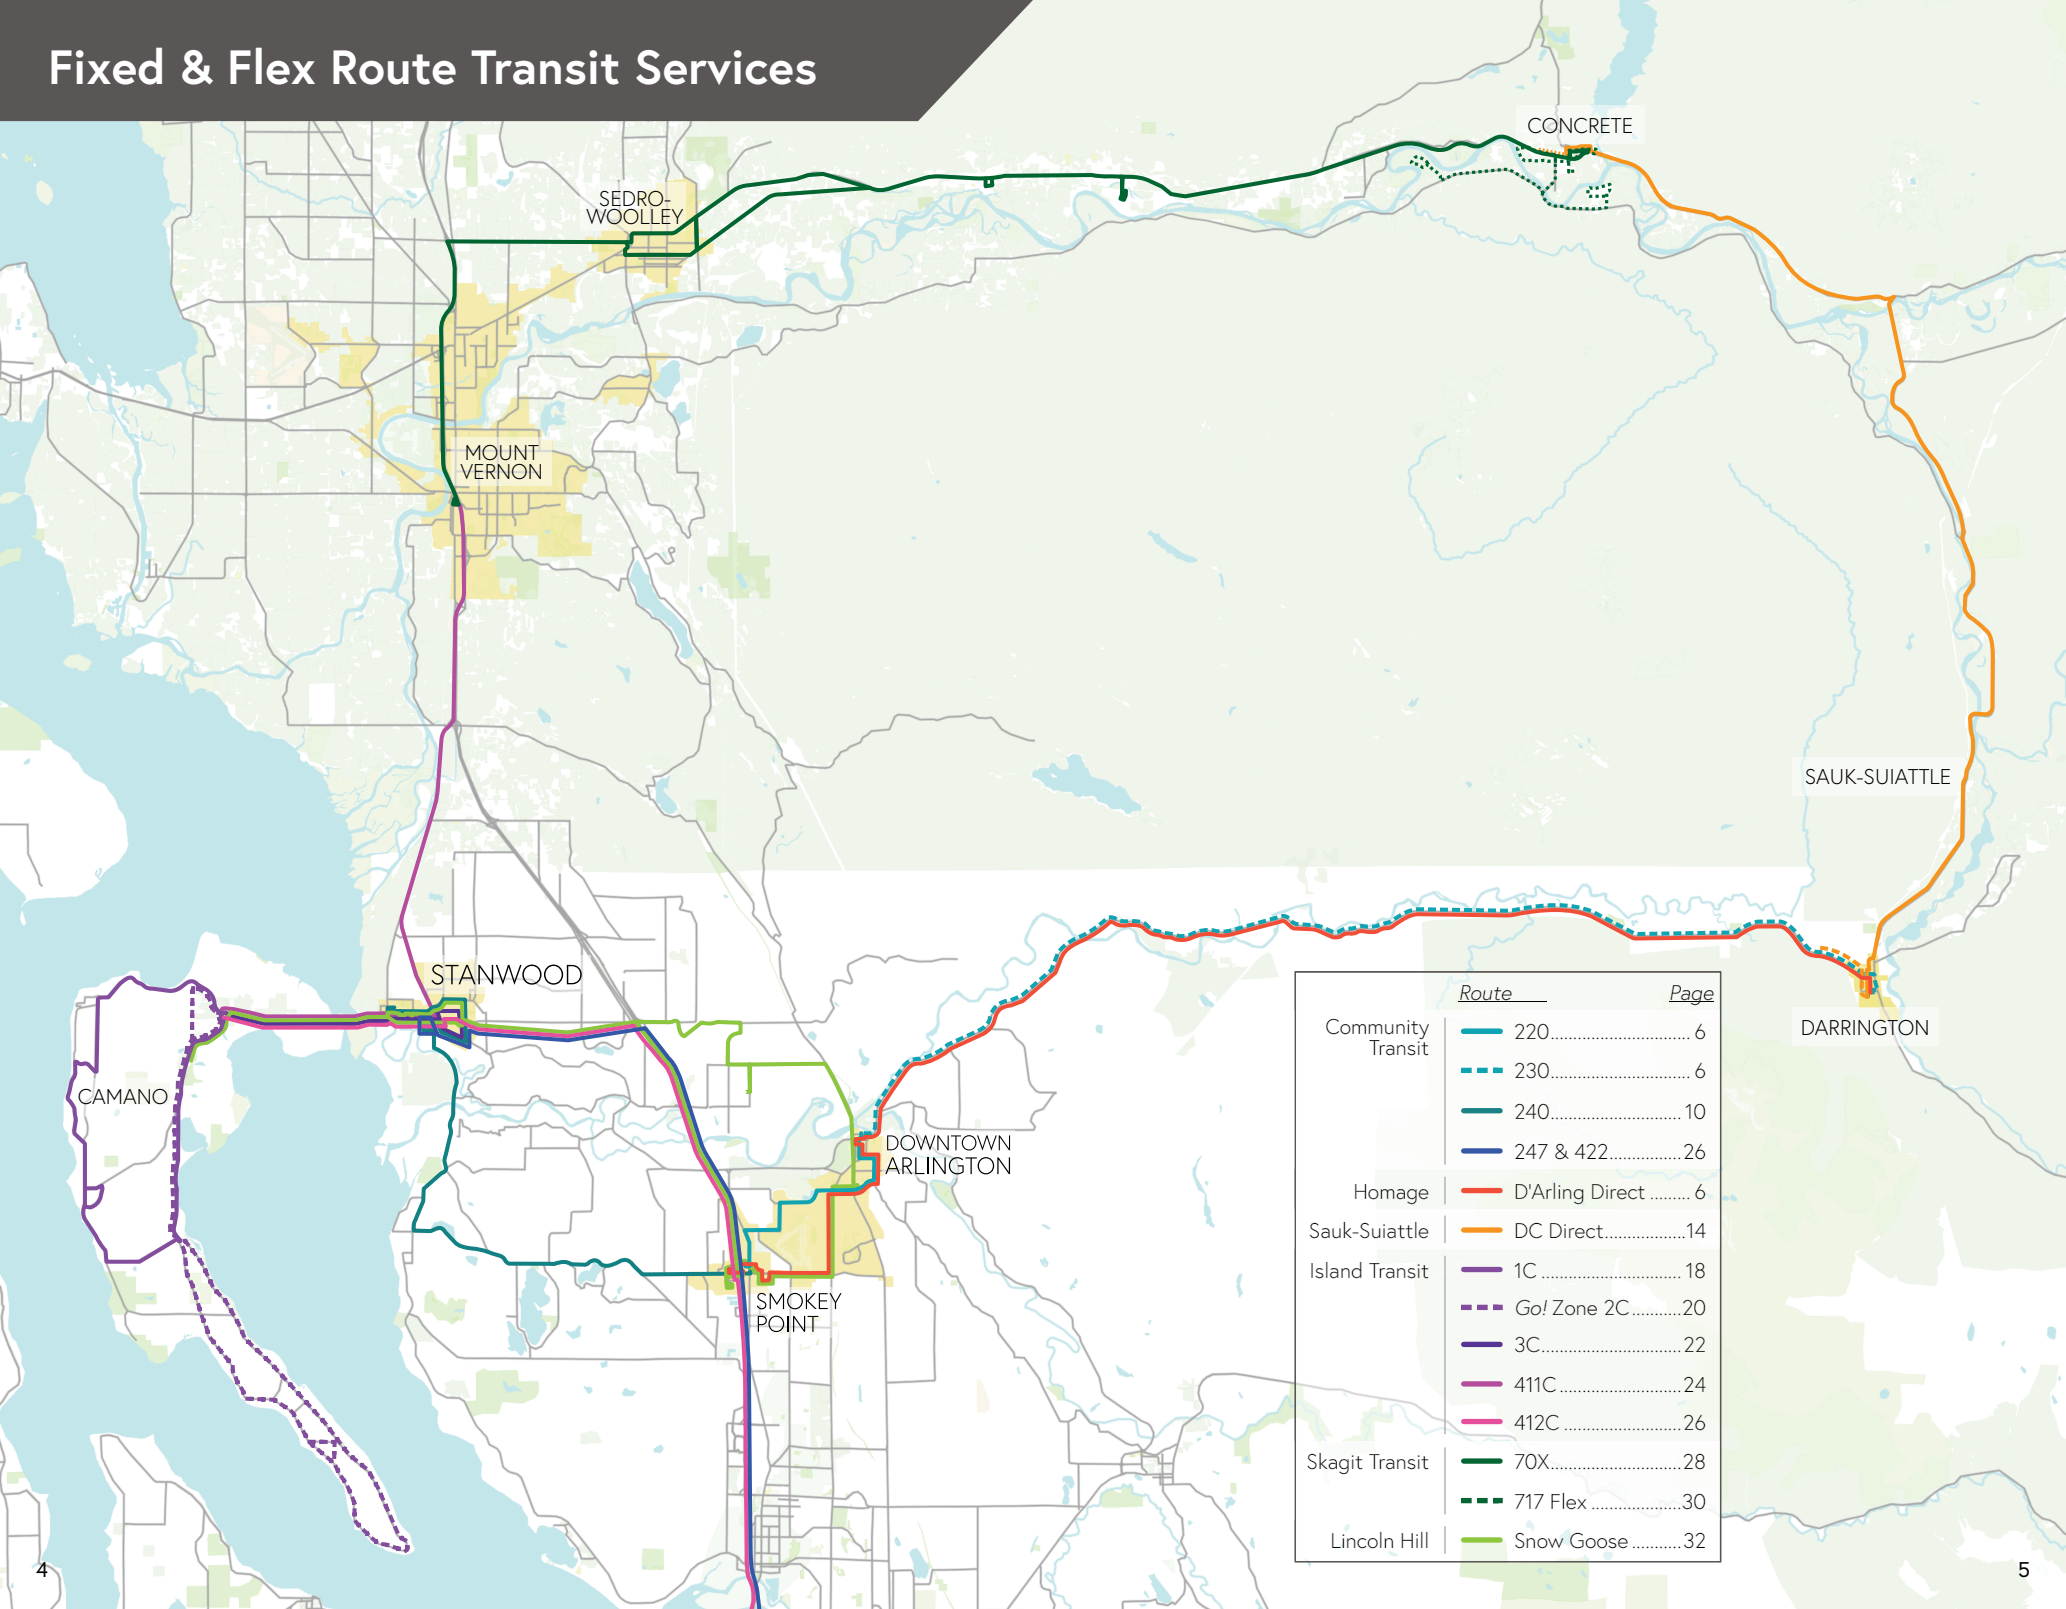 Fixed & Flex Route Transit Services
CONCRETE
SEDRO-
WOOLLEY
MOUNT
VERNON
SAUK-SUIATTLE
STANWOOD
DARRINGTON
CAMANO
DOWNTOWN
ARLINGTON
SMOKEY
POINT
Route Page
Community
Transit
220 6
230 6
240 10
247 & 422 26
Homage D'Arling Direct 6
Sauk-Suiattle DC Direct 14
Island Transit 1C 18
Go! Zone 2C 20
3C 22
411C 24
412C 26
Skagit Transit 70X 28
717 Flex 30
Lincoln Hill Snow Goose 32
4
5